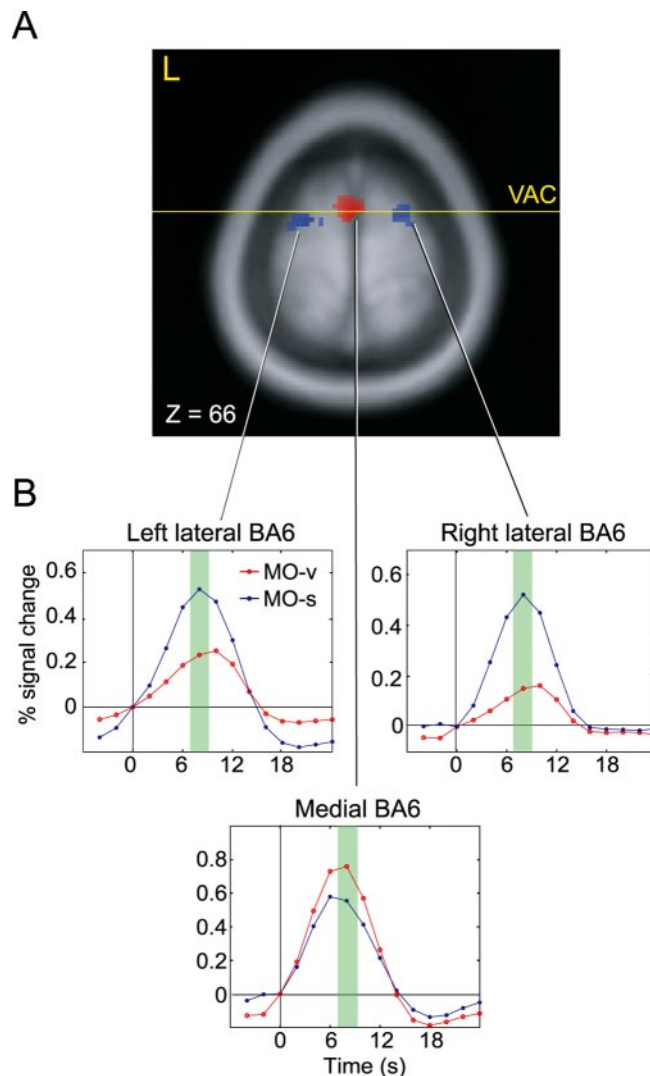 A
L
VAC
Z = 66
B
Left lateral BA6
Right lateral BA6
% signal change
0.6
0.4
0.2
0
MO-v
MO-s
0 6 12 18
0.6
0.4
0.2
0
0 6 12 18
Medial BA6
0.8
0.6
0.4
0.2
0
0 6 12 18
Time (s)